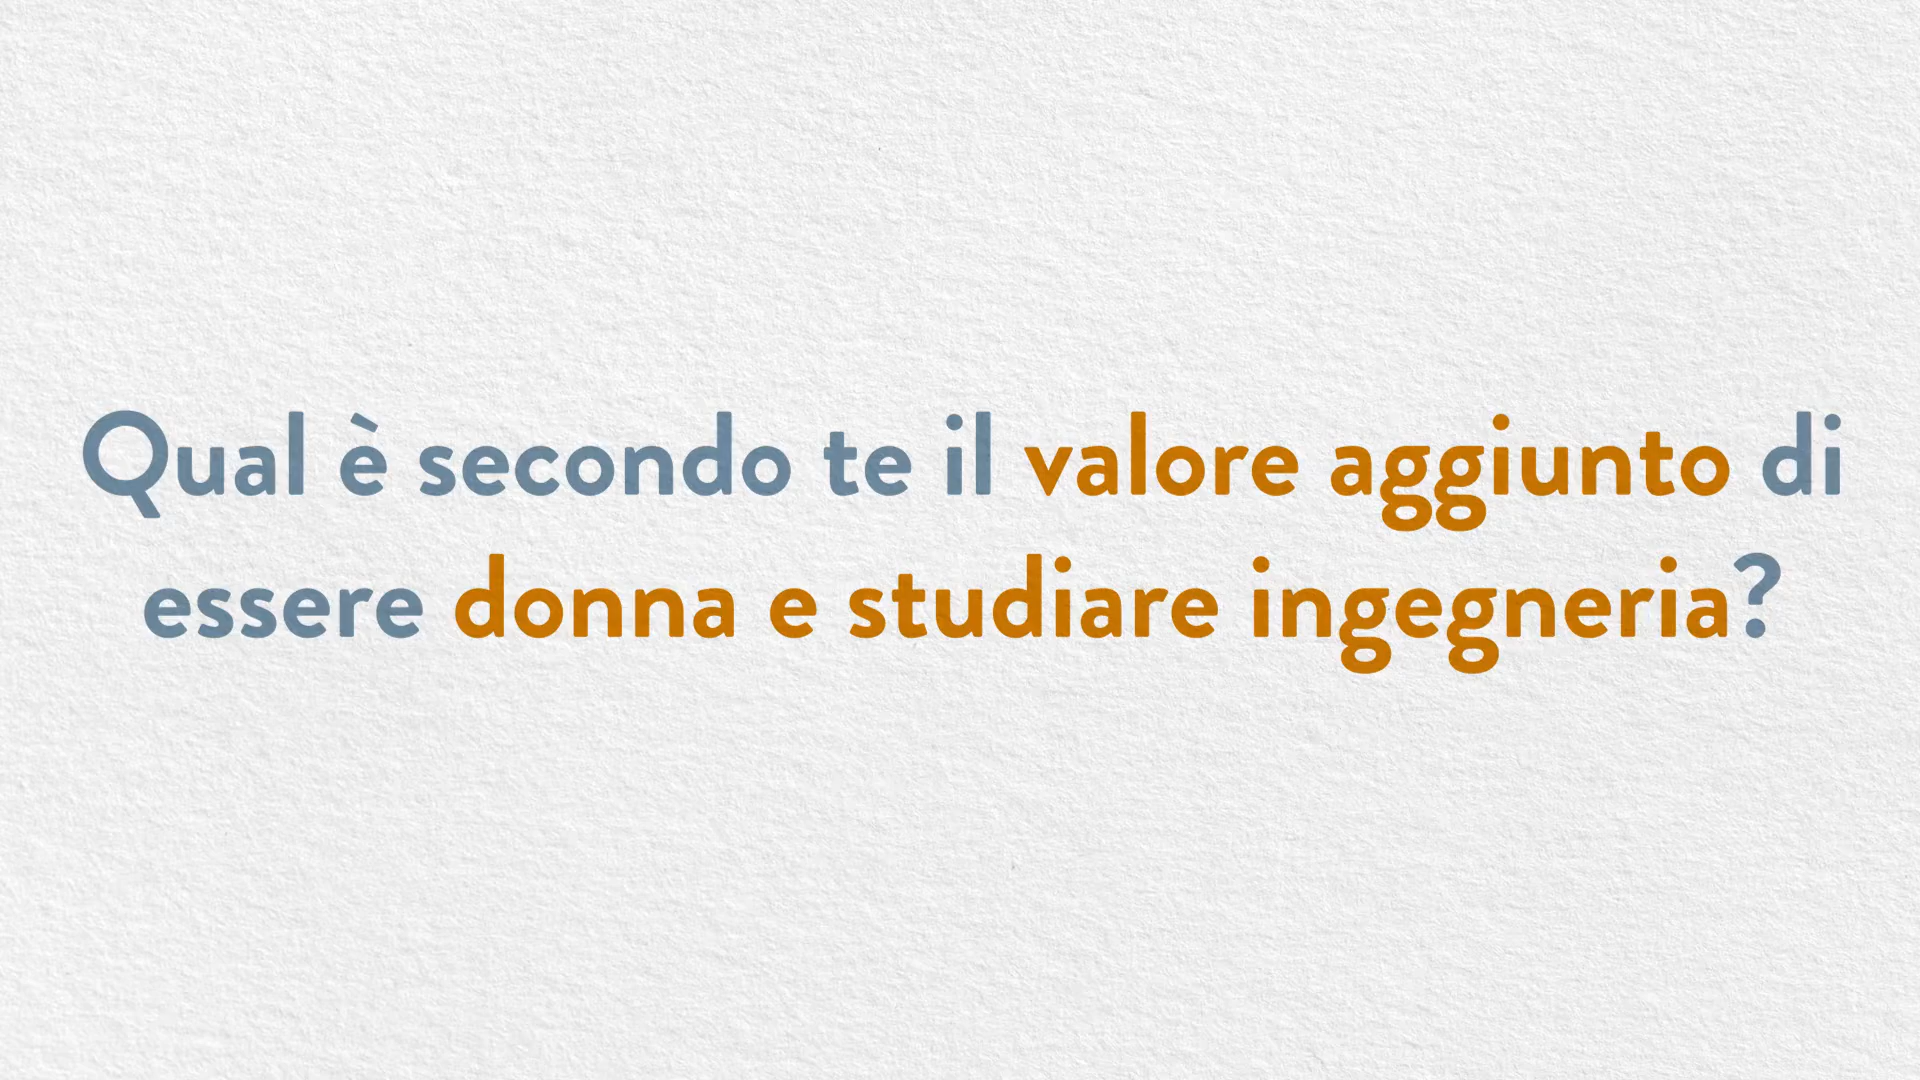 Qual è secondo te il valore aggiunto di
essere donna e studiare ingegneria?